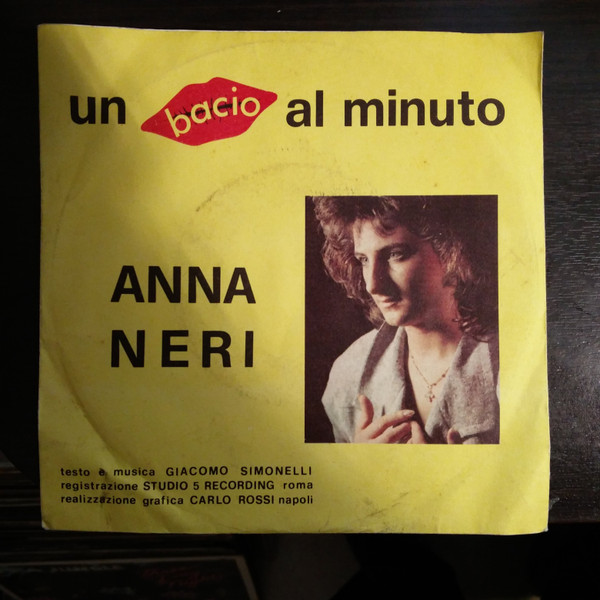 un bacio al minuto
ANNA
NERI
testo e musica GIACOMO SIMONELLI
registrazione STUDIO 5 RECORDING roma
realizzazione grafica CARLO ROSSI napoli